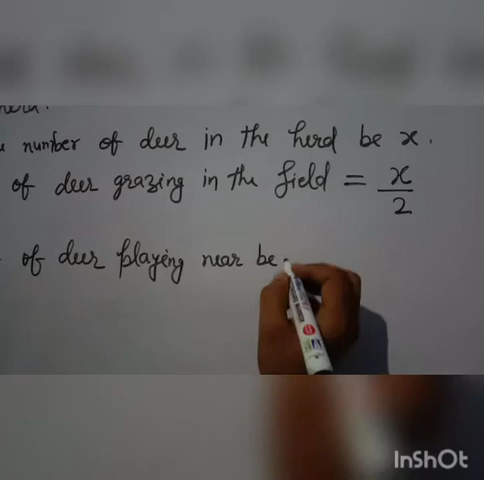 number of deer in the herd be x.
of deer grazing in the field = x/2
of deer playing near be
InShOt